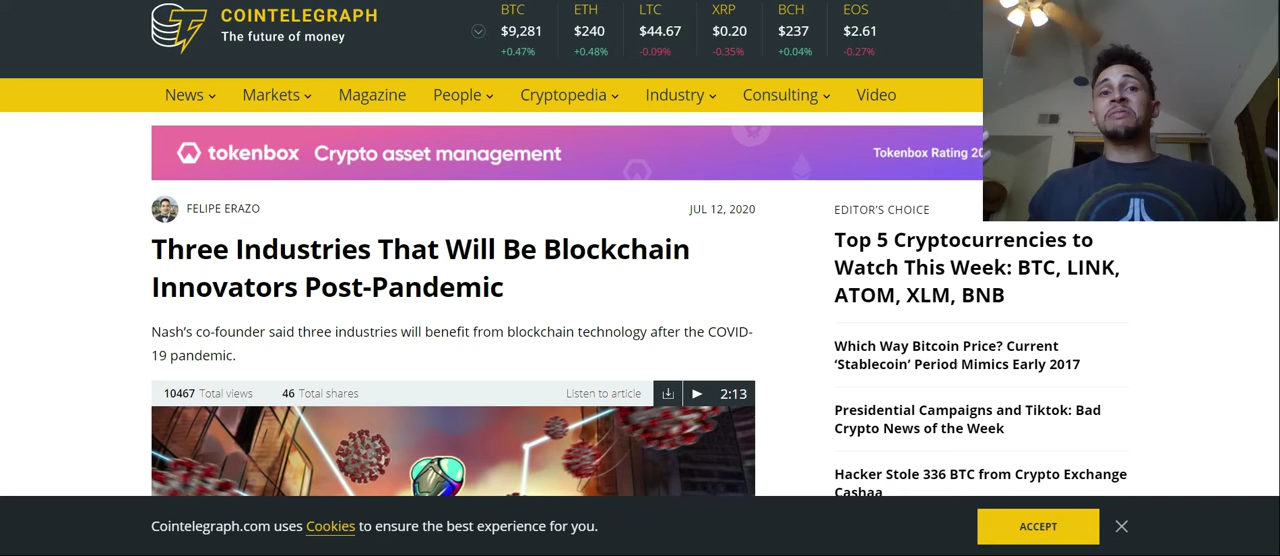 COINTELEGRAPH
The future of money
BTC ETH LTC XRP BCH EOS
$9,281 $240 $44.67 $0.20 $237 $2.61
+0.47% +0.48% -0.09% -0.35% +0.04% -0.27%
News Markets Magazine People Cryptopedia Industry Consulting Video
tokenbox Crypto asset management Tokenbox Rating 20
FELIPE ERAZO JUL 12, 2020
Three Industries That Will Be Blockchain
Innovators Post-Pandemic
Nash's co-founder said three industries will benefit from blockchain technology after the COVID-
19 pandemic.
10467 Total views 46 Total shares Listen to article 2:13
EDITOR'S CHOICE
Top 5 Cryptocurrencies to
Watch This Week: BTC, LINK,
ATOM, XLM, BNB
Which Way Bitcoin Price? Current
‘Stablecoin’ Period Mimics Early 2017
Presidential Campaigns and Tiktok: Bad
Crypto News of the Week
Hacker Stole 336 BTC from Crypto Exchange
Cashaa
Cointelegraph.com uses Cookies to ensure the best experience for you.
ACCEPT